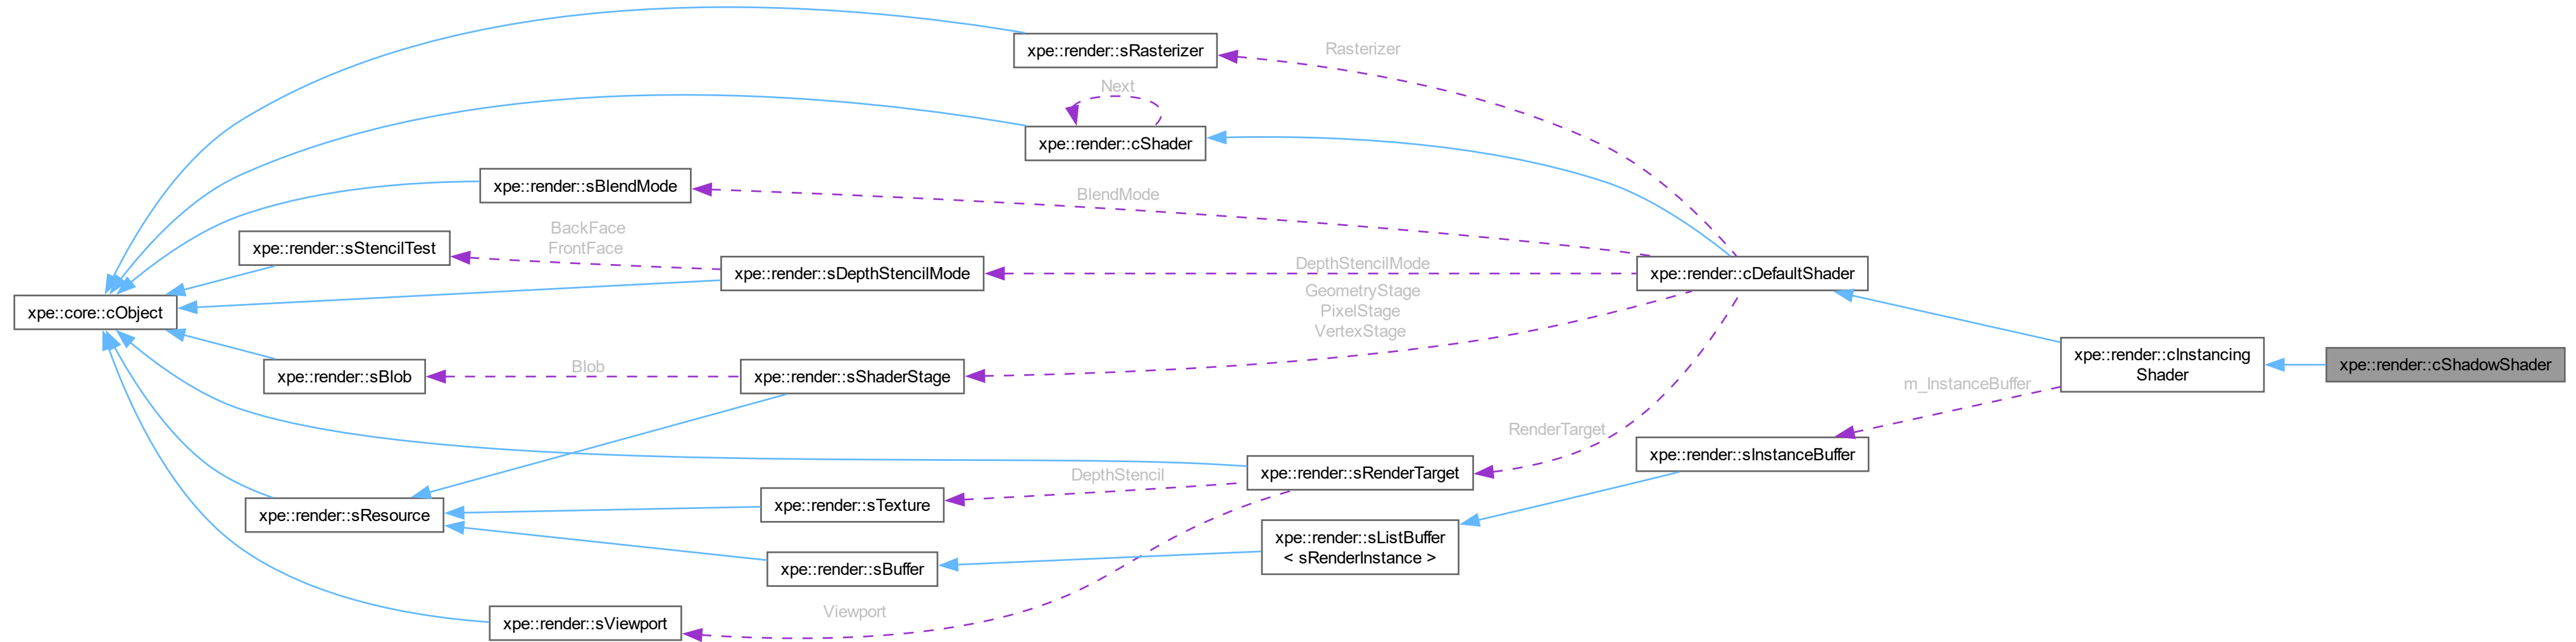 xpe::render::sRasterizer
Rasterizer
Next
xpe::render::cShader
xpe::render::sBlendMode
BlendMode
xpe::render::sStencilTest
BackFace
FrontFace
xpe::render::sDepthStencilMode
DepthStencilMode
xpe::render::cDefaultShader
GeometryStage
PixelStage
VertexStage
xpe::core::cObject
xpe::render::cInstancing
Shader
xpe::render::cShadowShader
xpe::render::sBlob
Blob
xpe::render::sShaderStage
m_InstanceBuffer
RenderTarget
xpe::render::sInstanceBuffer
xpe::render::sRenderTarget
DepthStencil
xpe::render::sTexture
xpe::render::sResource
xpe::render::sListBuffer
< sRenderInstance >
xpe::render::sBuffer
Viewport
xpe::render::sViewport